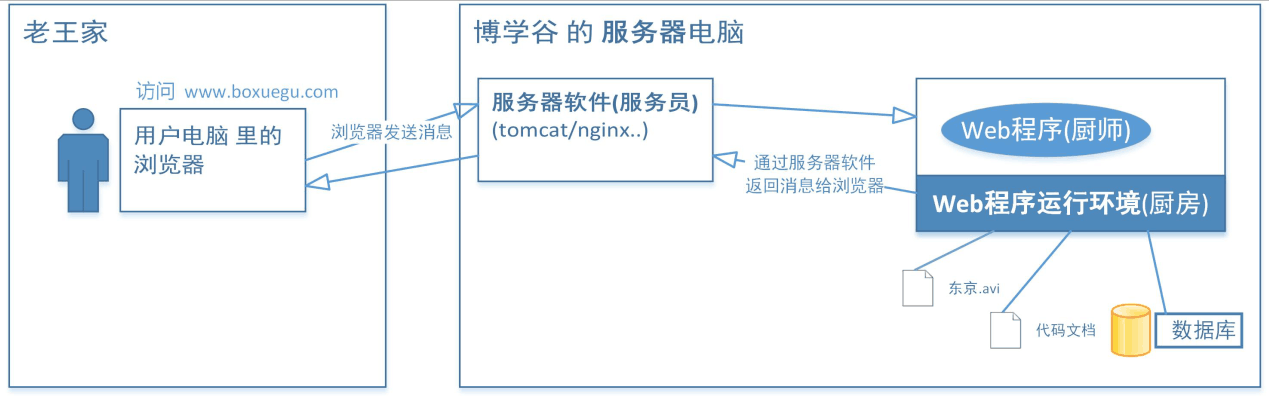 老王家
博学谷 的 服务器电脑
访问 www.boxuegu.com
用户电脑 里的
浏览器
浏览器发送消息
服务器软件(服务员)
(tomcat/nginx..)
Web程序(厨师)
通过服务器软件
返回消息给浏览器
Web程序运行环境(厨房)
东京.avi
代码文档
数据库